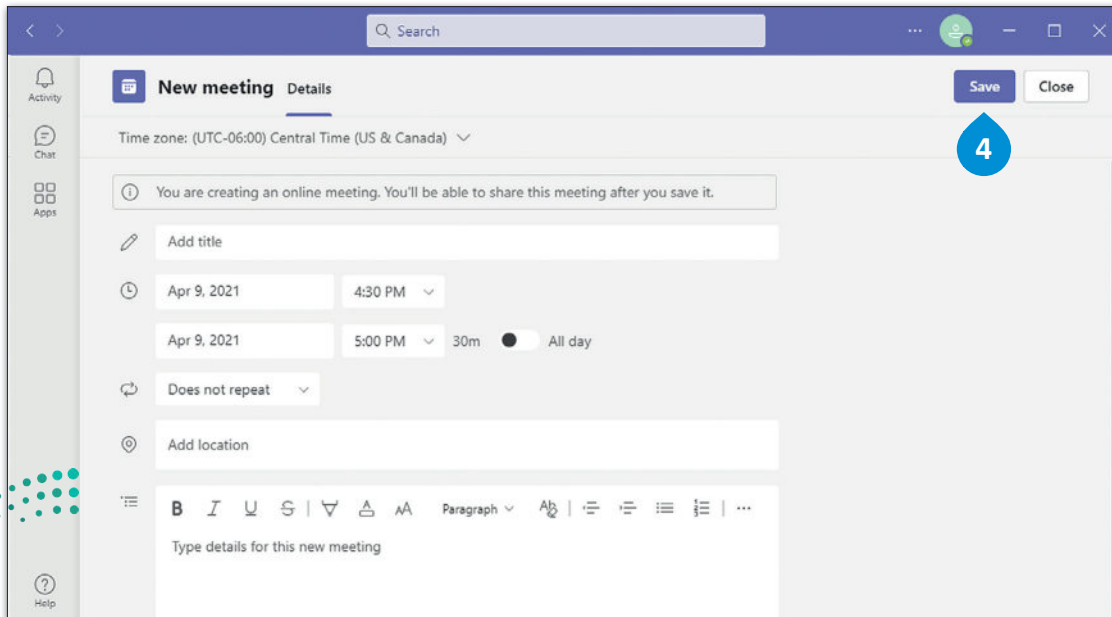 Search
...
Activity
Chat
Apps
Help
New meeting Details
Save Close
4
Time zone: (UTC-06:00) Central Time (US & Canada)
You are creating an online meeting. You'll be able to share this meeting after you save it.
Add title
Apr 9, 2021 4:30 PM
Apr 9, 2021 5:00 PM 30m All day
Does not repeat
Add location
B I U S A AA Paragraph Ab ...
Type details for this new meeting